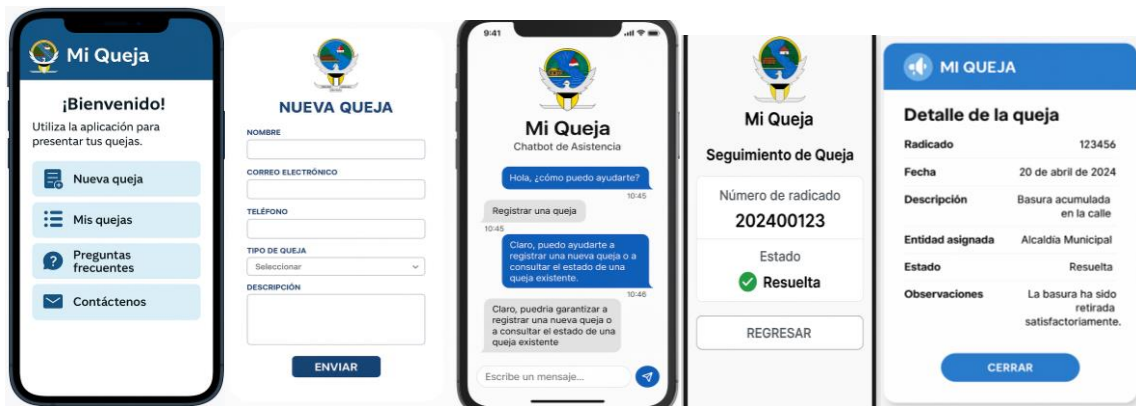 Mi Queja
¡Bienvenido!
Utiliza la aplicación para
presentar tus quejas.
Nueva queja
Mis quejas
Preguntas
frecuentes
Contáctenos
NUEVA QUEJA
NOMBRE
CORREO ELECTRÓNICO
TELÉFONO
TIPO DE QUEJA
Seleccionar
DESCRIPCIÓN
ENVIAR
9:41
Mi Queja
Chatbot de Asistencia
Hola, ¿cómo puedo ayudarte?
10:45
Registrar una queja
10:45
Claro, puedo ayudarte a
registrar una nueva queja o a
consultar el estado de una
queja existente.
10:46
Claro, puedria garantizar a
registrar una nueva queja o
a consultar el estado de una
queja existente
Escribe un mensaje...
Mi Queja
Seguimiento de Queja
Número de radicado
202400123
Estado
Resuelta
REGRESAR
MI QUEJA
Detalle de la queja
Radicado 123456
Fecha 20 de abril de 2024
Descripción Basura acumulada
en la calle
Entidad asignada Alcaldía Municipal
Estado Resuelta
Observaciones La basura ha sido
retirada
satisfactoriamente.
CERRAR